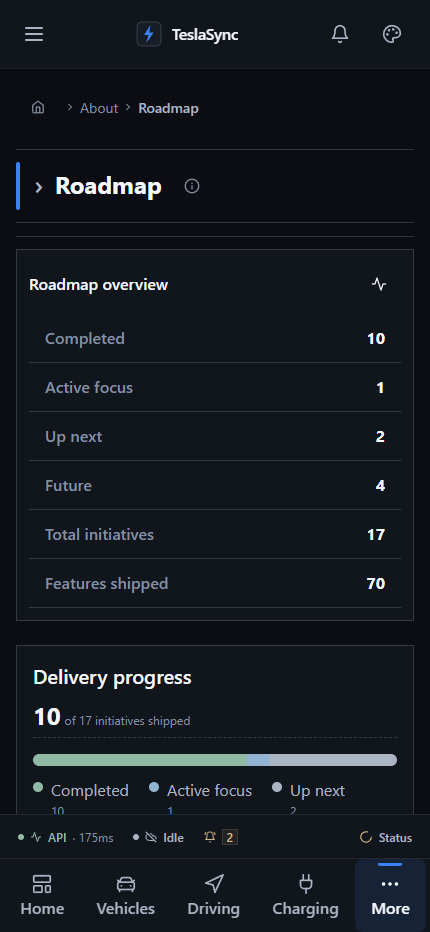 TeslaSync
About
Roadmap
Roadmap
Roadmap overview
Completed 10
Active focus 1
Up next 2
Future 4
Total initiatives 17
Features shipped 70
Delivery progress
10 of 17 initiatives shipped
Completed Active focus Up next
10 1 2
API · 175ms Idle 2 Status
Home Vehicles Driving Charging More